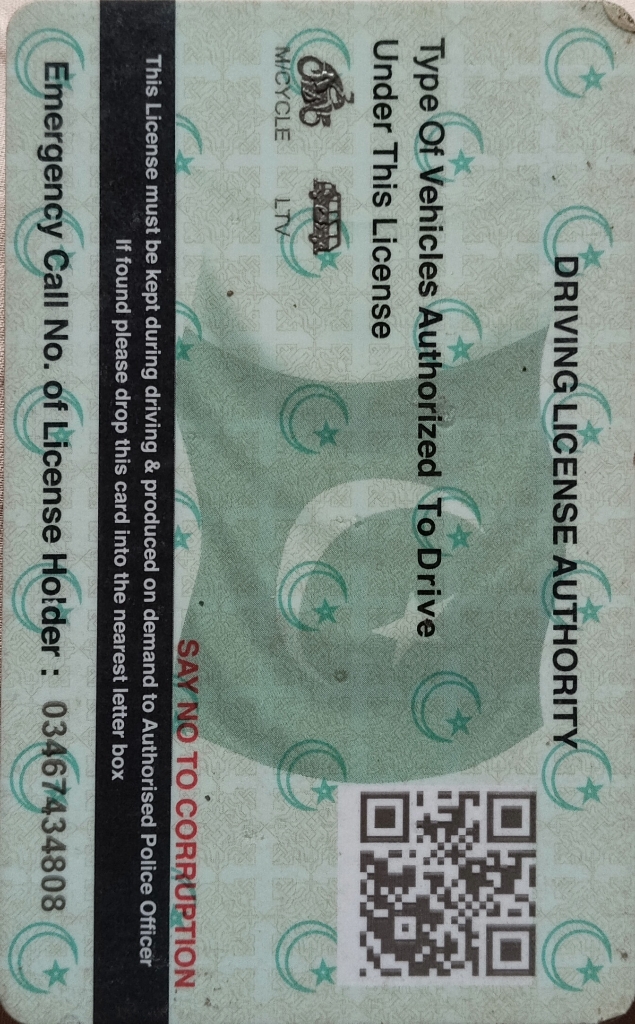 DRIVING LICENSE AUTHORITY
Type Of Vehicles Authorized To Drive
Under This License
M/CYCLE LTV
SAY NO TO CORRUPTION
This License must be kept during driving & produced on demand to Authorised Police Officer
If found please drop this card into the nearest letter box
Emergency Call No. of License Holder : 03467434808